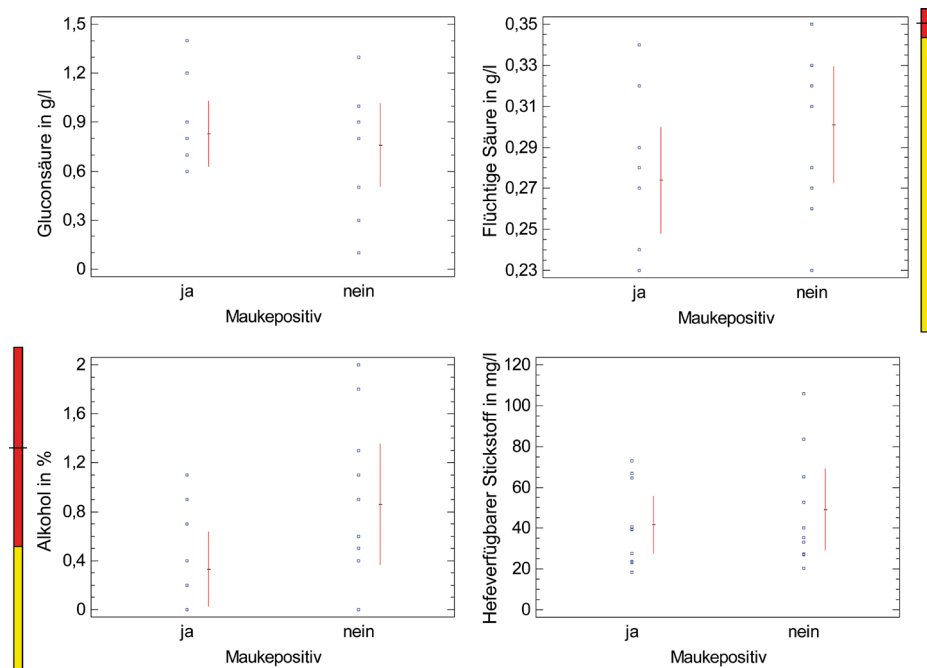 Gluconsäure in g/l
1,5
1,2
0,9
0,6
0,3
0
ja
nein
Maukepositiv
Flüchtige Säure in g/l
0,35
0,33
0,31
0,29
0,27
0,25
0,23
ja
nein
Maukepositiv
Alkohol in %
2
1,6
1,2
0,8
0,4
0
ja
nein
Maukepositiv
Hefeverfügbarer Stickstoff in mg/l
120
100
80
60
40
20
0
ja
nein
Maukepositiv